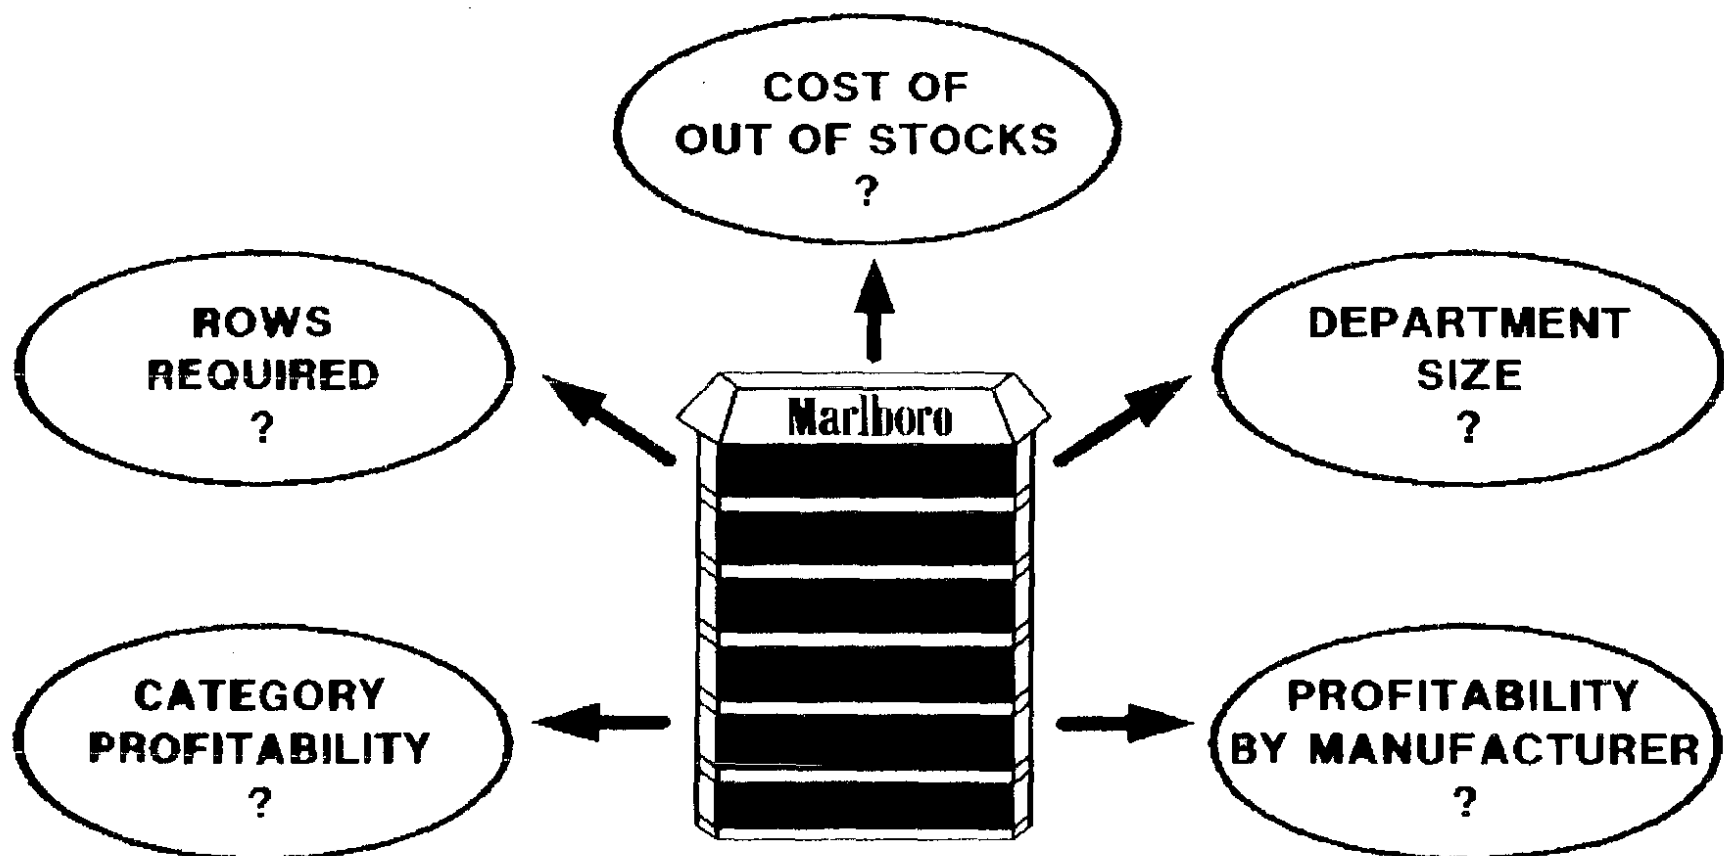 COST OF
OUT OF STOCKS
?
ROWS
REQUIRED
?
DEPARTMENT
SIZE
?
Marlboro
CATEGORY
PROFITABILITY
?
PROFITABILITY
BY MANUFACTURER
?